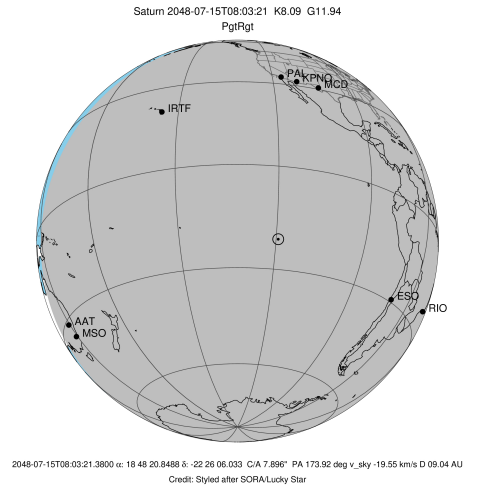 Saturn 2048-07-15T08:03:21 K8.09 G11.94
PgtRgt
PAL
KPNO
MCD
IRTF
ESO
RIO
AAT
MSO
2048-07-15T08:03:21.3800 α: 18 48 20.8488 δ: -22 26 06.033 C/A 7.896" PA 173.92 deg v_sky -19.55 km/s D 09.04 AU
Credit: Styled after SORA/Lucky Star